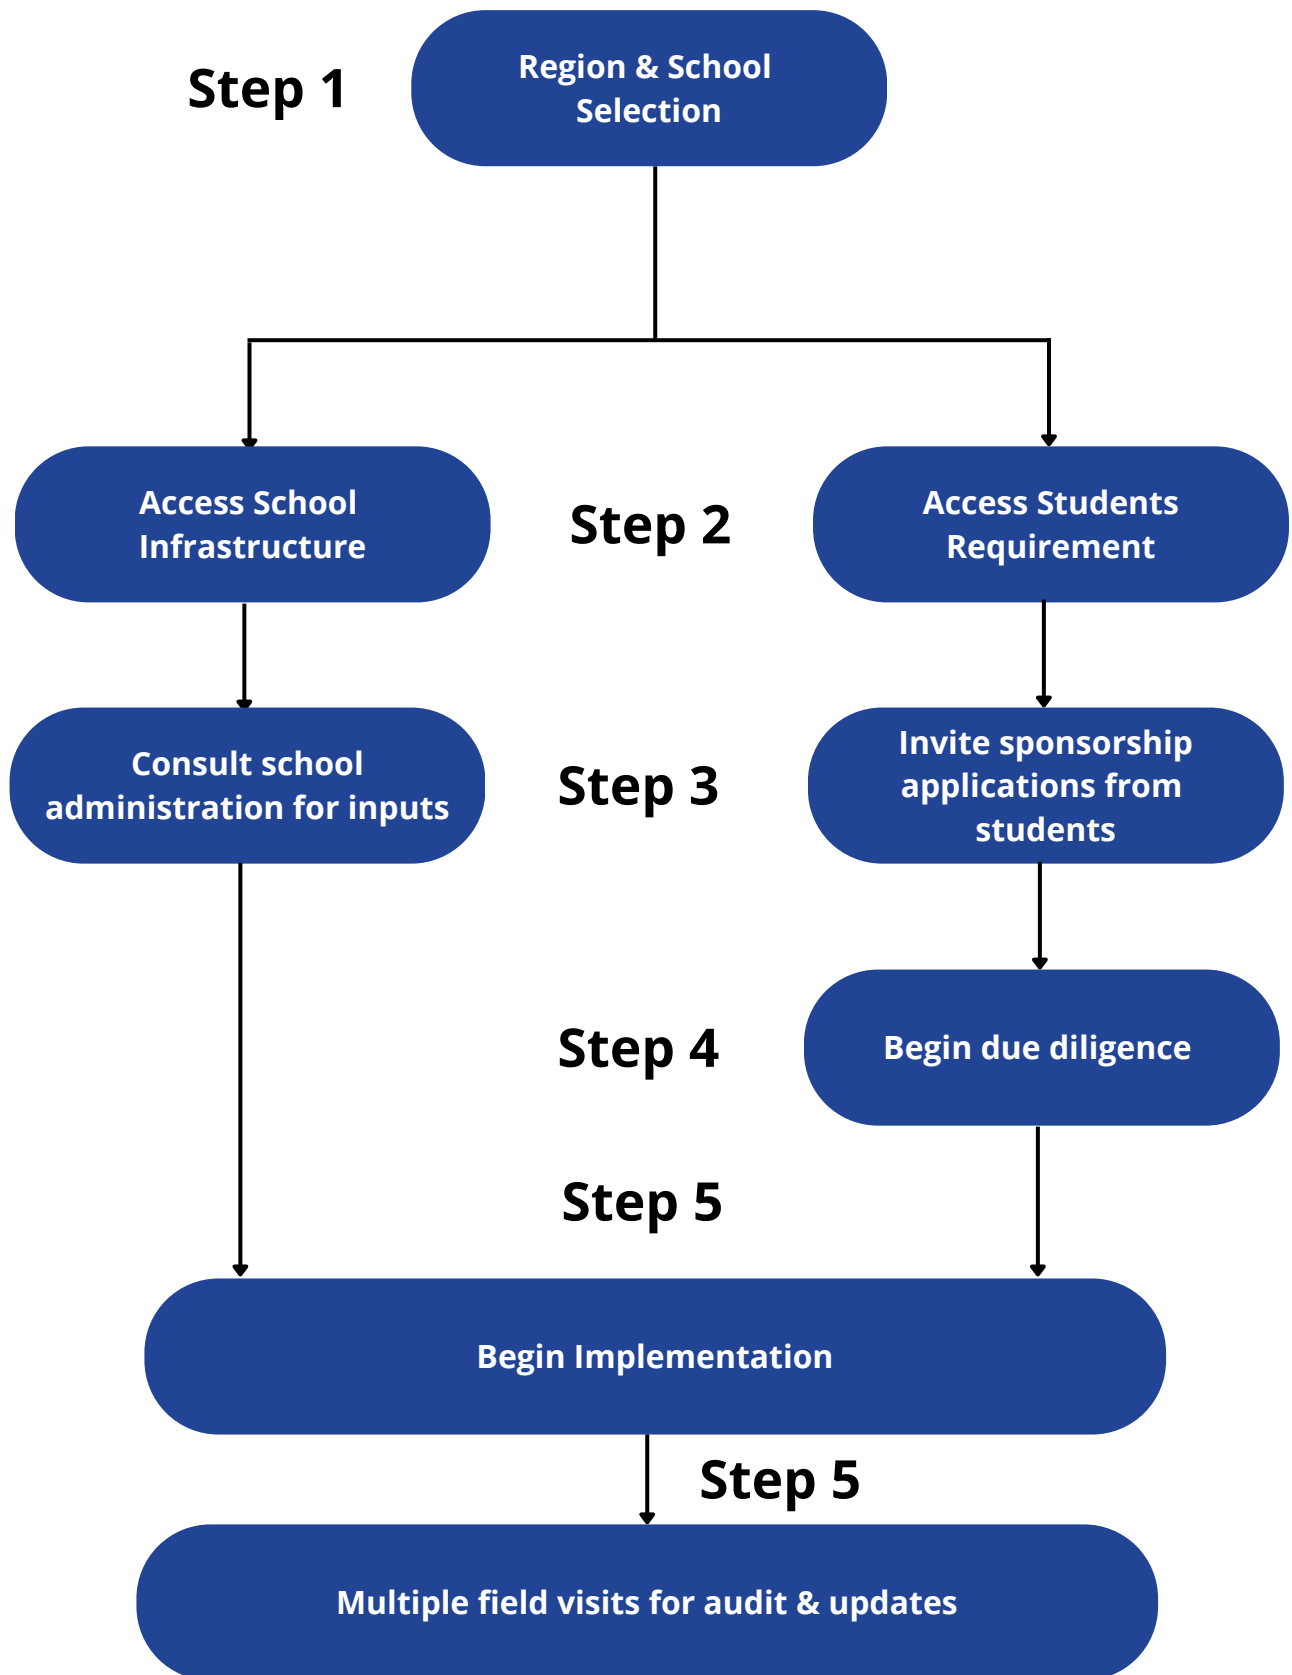 Step 1
Region & School
Selection
Access School
Infrastructure
Step 2
Access Students
Requirement
Consult school
administration for inputs
Step 3
Invite sponsorship
applications from
students
Step 4
Begin due diligence
Step 5
Begin Implementation
Step 5
Multiple field visits for audit & updates